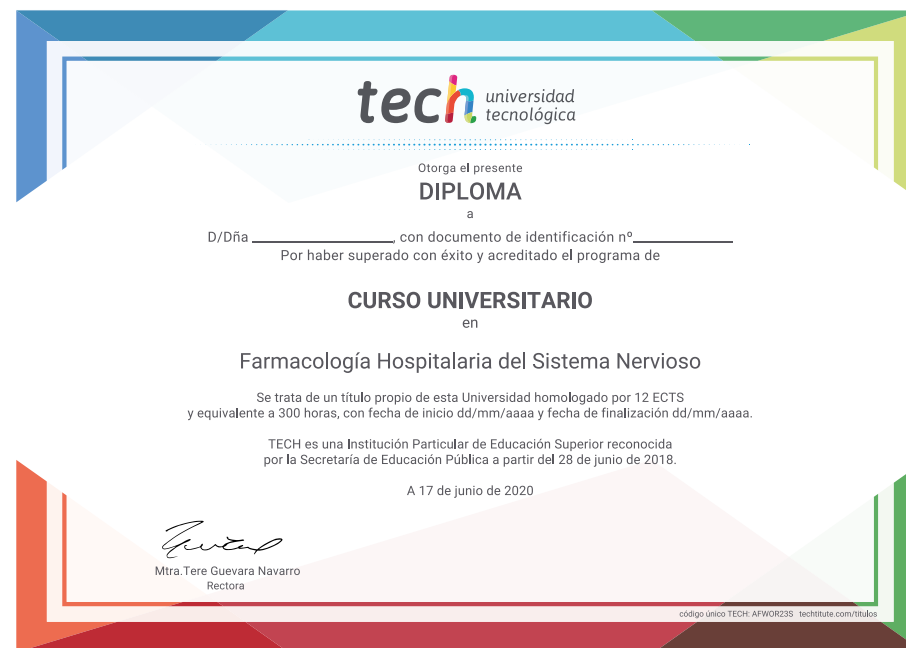 tech universidad
tecnológica
Otorga el presente
DIPLOMA
a
D/Dña ____________________, con documento de identificación nº______________
Por haber superado con éxito y acreditado el programa de
CURSO UNIVERSITARIO
en
Farmacología Hospitalaria del Sistema Nervioso
Se trata de un título propio de esta Universidad homologado por 12 ECTS
y equivalente a 300 horas, con fecha de inicio dd/mm/aaaa y fecha de finalización dd/mm/aaaa.
TECH es una Institución Particular de Educación Superior reconocida
por la Secretaría de Educación Pública a partir del 28 de junio de 2018.
A 17 de junio de 2020
Mtra.Tere Guevara Navarro
Rectora
código único TECH: AFWOR23S techtitute.com/titulos